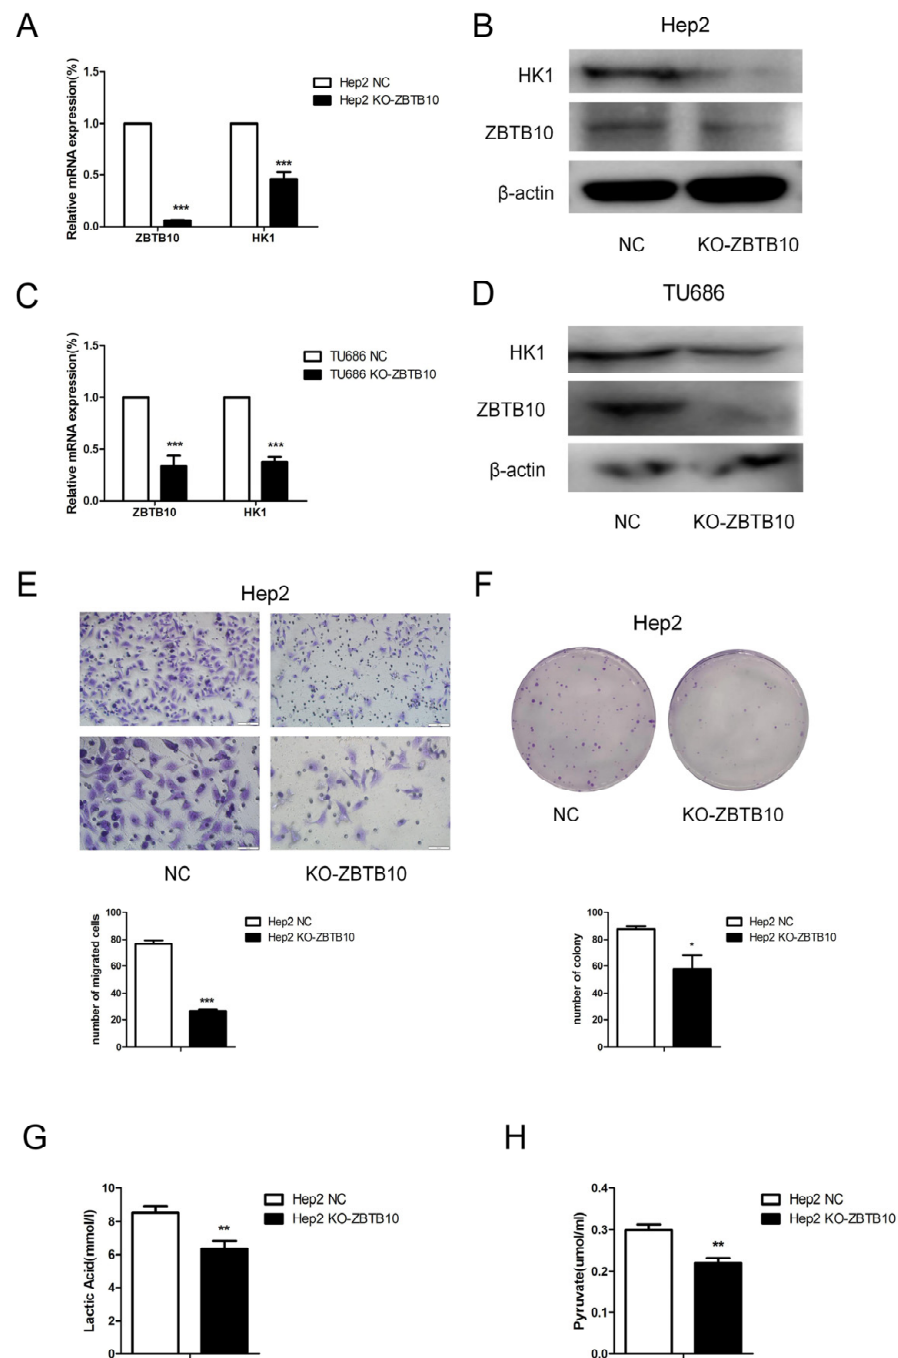 A
Relative mRNA expression(%)
1.5
1.0
0.5
0.0
***
***
ZBTB10
HK1
Hep2 NC
Hep2 KO-ZBTB10
B
Hep2
HK1
ZBTB10
β-actin
NC
KO-ZBTB10
C
Relative mRNA expression(%)
1.5
1.0
0.5
0.0
***
***
ZBTB10
HK1
TU686 NC
TU686 KO-ZBTB10
D
TU686
HK1
ZBTB10
β-actin
NC
KO-ZBTB10
E
Hep2
NC
KO-ZBTB10
number of migrated cells
100
80
60
40
20
0
***
Hep2 NC
Hep2 KO-ZBTB10
F
Hep2
NC
KO-ZBTB10
number of colony
100
80
60
40
20
0
*
Hep2 NC
Hep2 KO-ZBTB10
G
Lactic Acid(mmol/l)
10
8
6
4
2
0
**
Hep2 NC
Hep2 KO-ZBTB10
H
Pyruvate(umol/ml)
0.4
0.3
0.2
0.1
0.0
**
Hep2 NC
Hep2 KO-ZBTB10